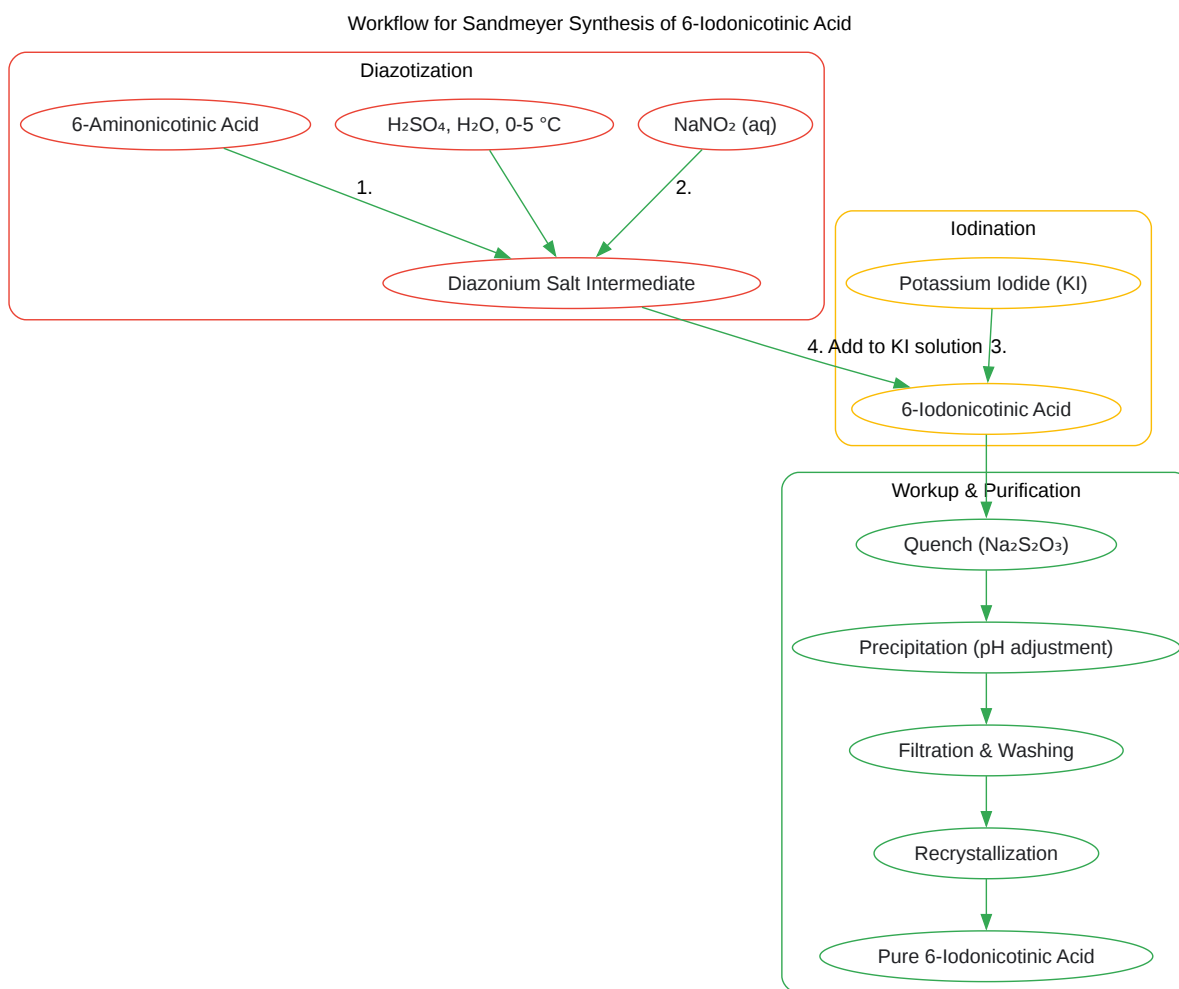 Workflow for Sandmeyer Synthesis of 6-Iodonicotinic Acid
Diazotization
6-Aminonicotinic Acid
H₂SO₄, H₂O, 0-5 °C
NaNO₂ (aq)
1.
2.
Diazonium Salt Intermediate
Iodination
Potassium Iodide (KI)
4. Add to KI solution
3.
6-Iodonicotinic Acid
Workup & Purification
Quench (Na₂S₂O₃)
Precipitation (pH adjustment)
Filtration & Washing
Recrystallization
Pure 6-Iodonicotinic Acid